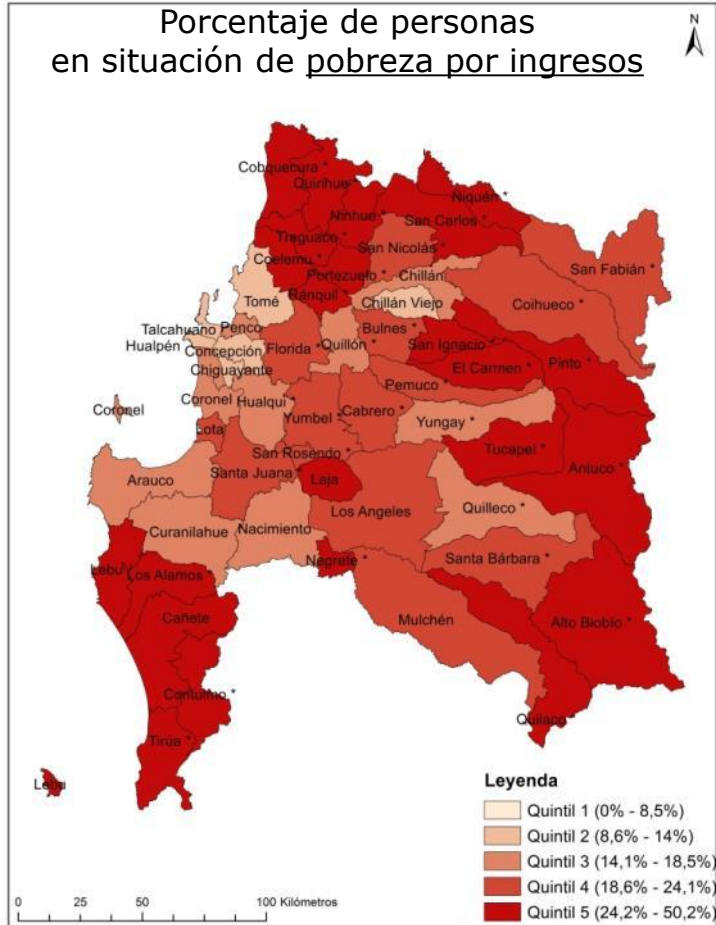 Porcentaje de personas
en situación de pobreza por ingresos
N
Cobquecura *
Quirihue
Ninhue *
Ñiquén *
San Carlos *
Treguaco *
San Nicolás *
Coelemu *
San Fabián *
Portezuelo *
Chillán
Ránquil *
Coihueco *
Tomé
Chillán Viejo
Talcahuano
Penco
Bulnes *
Hualpén
Concepción
Florida *
Quillón *
San Ignacio *
Chiguayante
El Carmen *
Pinto *
Pemuco *
Coronel
Coronel
Hualqui *
Cabrero *
Yumbel *
Yungay *
Lota
San Rosendo *
Tucapel *
Santa Juana *
Antuco *
Arauco
Laja
Quilleco *
Los Angeles
Curanilahue
Nacimiento
Santa Bárbara *
Negrete *
Lebu
Los Alamos *
Cañete
Mulchén
Alto Bíobío *
Contulmo *
Quilaco *
Tirúa *
Lebu
Leyenda
Quintil 1 (0% - 8,5%)
Quintil 2 (8,6% - 14%)
Quintil 3 (14,1% - 18,5%)
Quintil 4 (18,6% - 24,1%)
Quintil 5 (24,2% - 50,2%)
0 25 50 100 Kilómetros